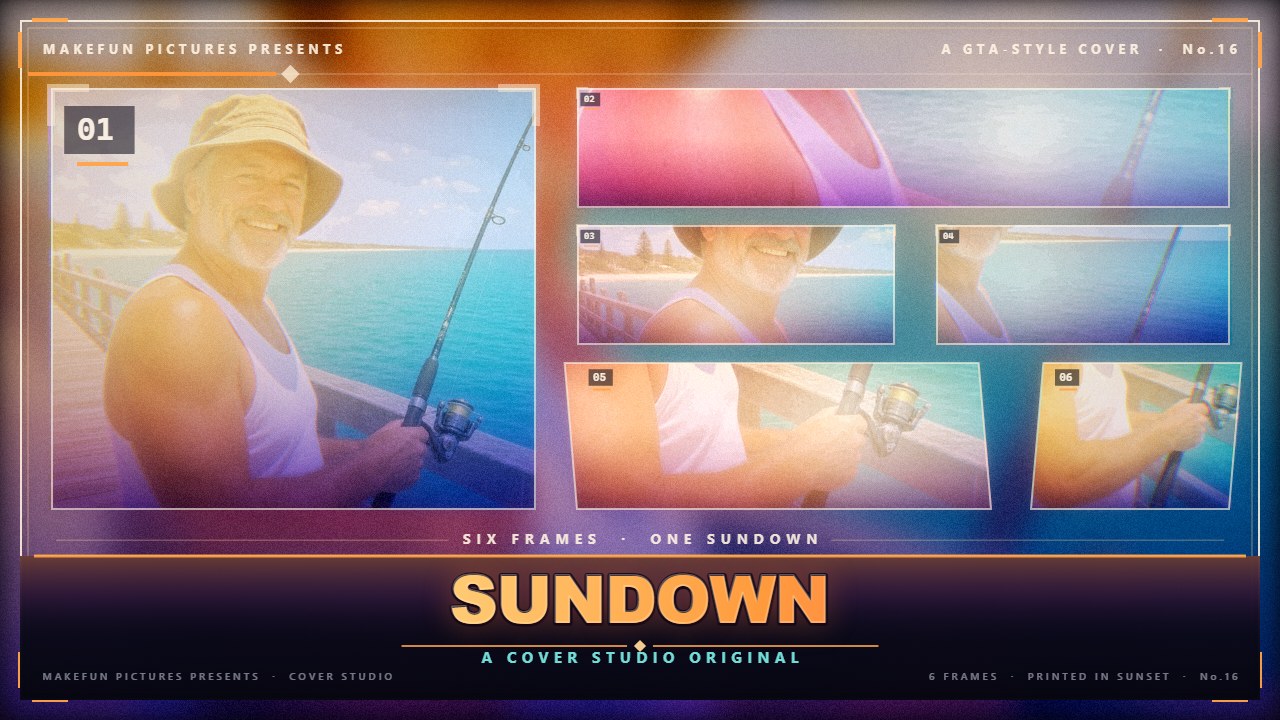 MAKEFUN PICTURES PRESENTS
A GTA-STYLE COVER · No.16
01
02
03
04
05
06
SIX FRAMES · ONE SUNDOWN
SUNDOWN
A COVER STUDIO ORIGINAL
MAKEFUN PICTURES PRESENTS · COVER STUDIO
6 FRAMES · PRINTED IN SUNSET · No.16